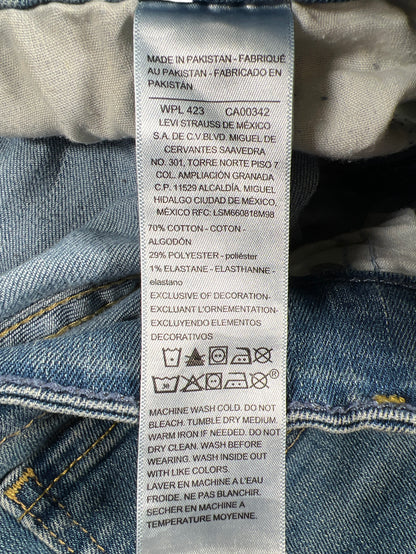 MADE IN PAKISTAN - FABRIQUÉ
AU PAKISTAN - FABRICADO EN
PAKISTÁN
WPL 423 CA00342
LEVI STRAUSS DE MÉXICO
S.A. DE C.V.BLVD. MIGUEL DE
CERVANTES SAAVEDRA
NO. 301, TORRE NORTE PISO 7
COL. AMPLIACIÓN GRANADA
C.P. 11529 ALCALDÍA. MIGUEL
HIDALGO CIUDAD DE MÉXICO.
MÉXICO RFC: LSM660818M98
70% COTTON - COTON -
ALGODÓN
29% POLYESTER - poliéster
1% ELASTANE - ELASTHANNE -
elastano
EXCLUSIVE OF DECORATION-
EXCLUANT L'ORNEMENTATION-
EXCLUYENDO ELEMENTOS
DECORATIVOS
®
30
MACHINE WASH COLD. DO NOT
BLEACH. TUMBLE DRY MEDIUM.
WARM IRON IF NEEDED. DO NOT
DRY CLEAN. WASH BEFORE
WEARING. WASH INSIDE OUT
WITH LIKE COLORS.
LAVER EN MACHINE A L'EAU
FROIDE. NE PAS BLANCHIR.
SECHER EN MACHINE A
TEMPERATURE MOYENNE.